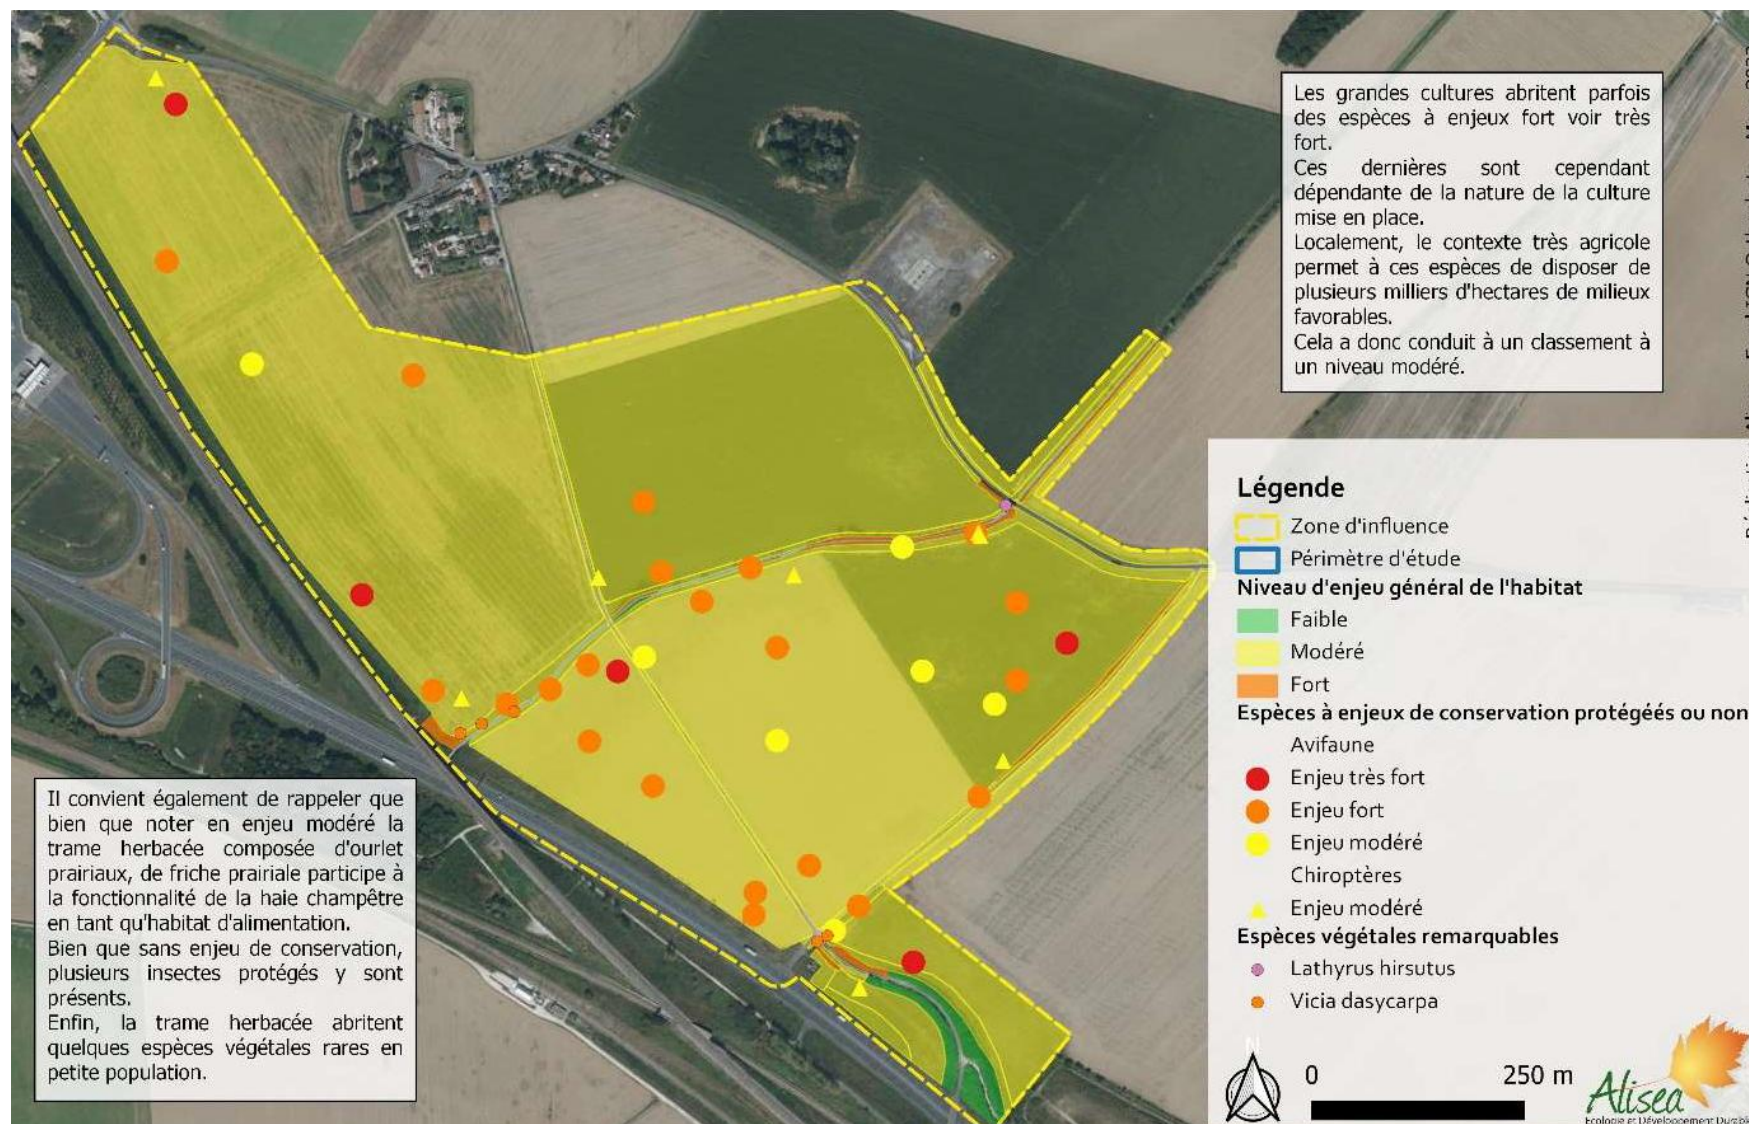 Les grandes cultures abritent parfois
des espèces à enjeux fort voir très
fort.
Ces dernières sont cependant
dépendante de la nature de la culture
mise en place.
Localement, le contexte très agricole
permet à ces espèces de disposer de
plusieurs milliers d'hectares de milieux
favorables.
Cela a donc conduit à un classement à
un niveau modéré.
Légende
Zone d'influence
Périmètre d'étude
Niveau d'enjeu général de l'habitat
Faible
Modéré
Fort
Espèces à enjeux de conservation protégéés ou non
Avifaune
Enjeu très fort
Enjeu fort
Enjeu modéré
Chiroptères
Enjeu modéré
Espèces végétales remarquables
Lathyrus hirsutus
Vicia dasycarpa
N
0 250 m
Alisea
Ecologie et Développement Durable
Il convient également de rappeler que
bien que noter en enjeu modéré la
trame herbacée composée d'ourlet
prairiaux, de friche prairiale participe à
la fonctionnalité de la haie champêtre
en tant qu'habitat d'alimentation.
Bien que sans enjeu de conservation,
plusieurs insectes protégés y sont
présents.
Enfin, la trame herbacée abritent
quelques espèces végétales rares en
petite population.